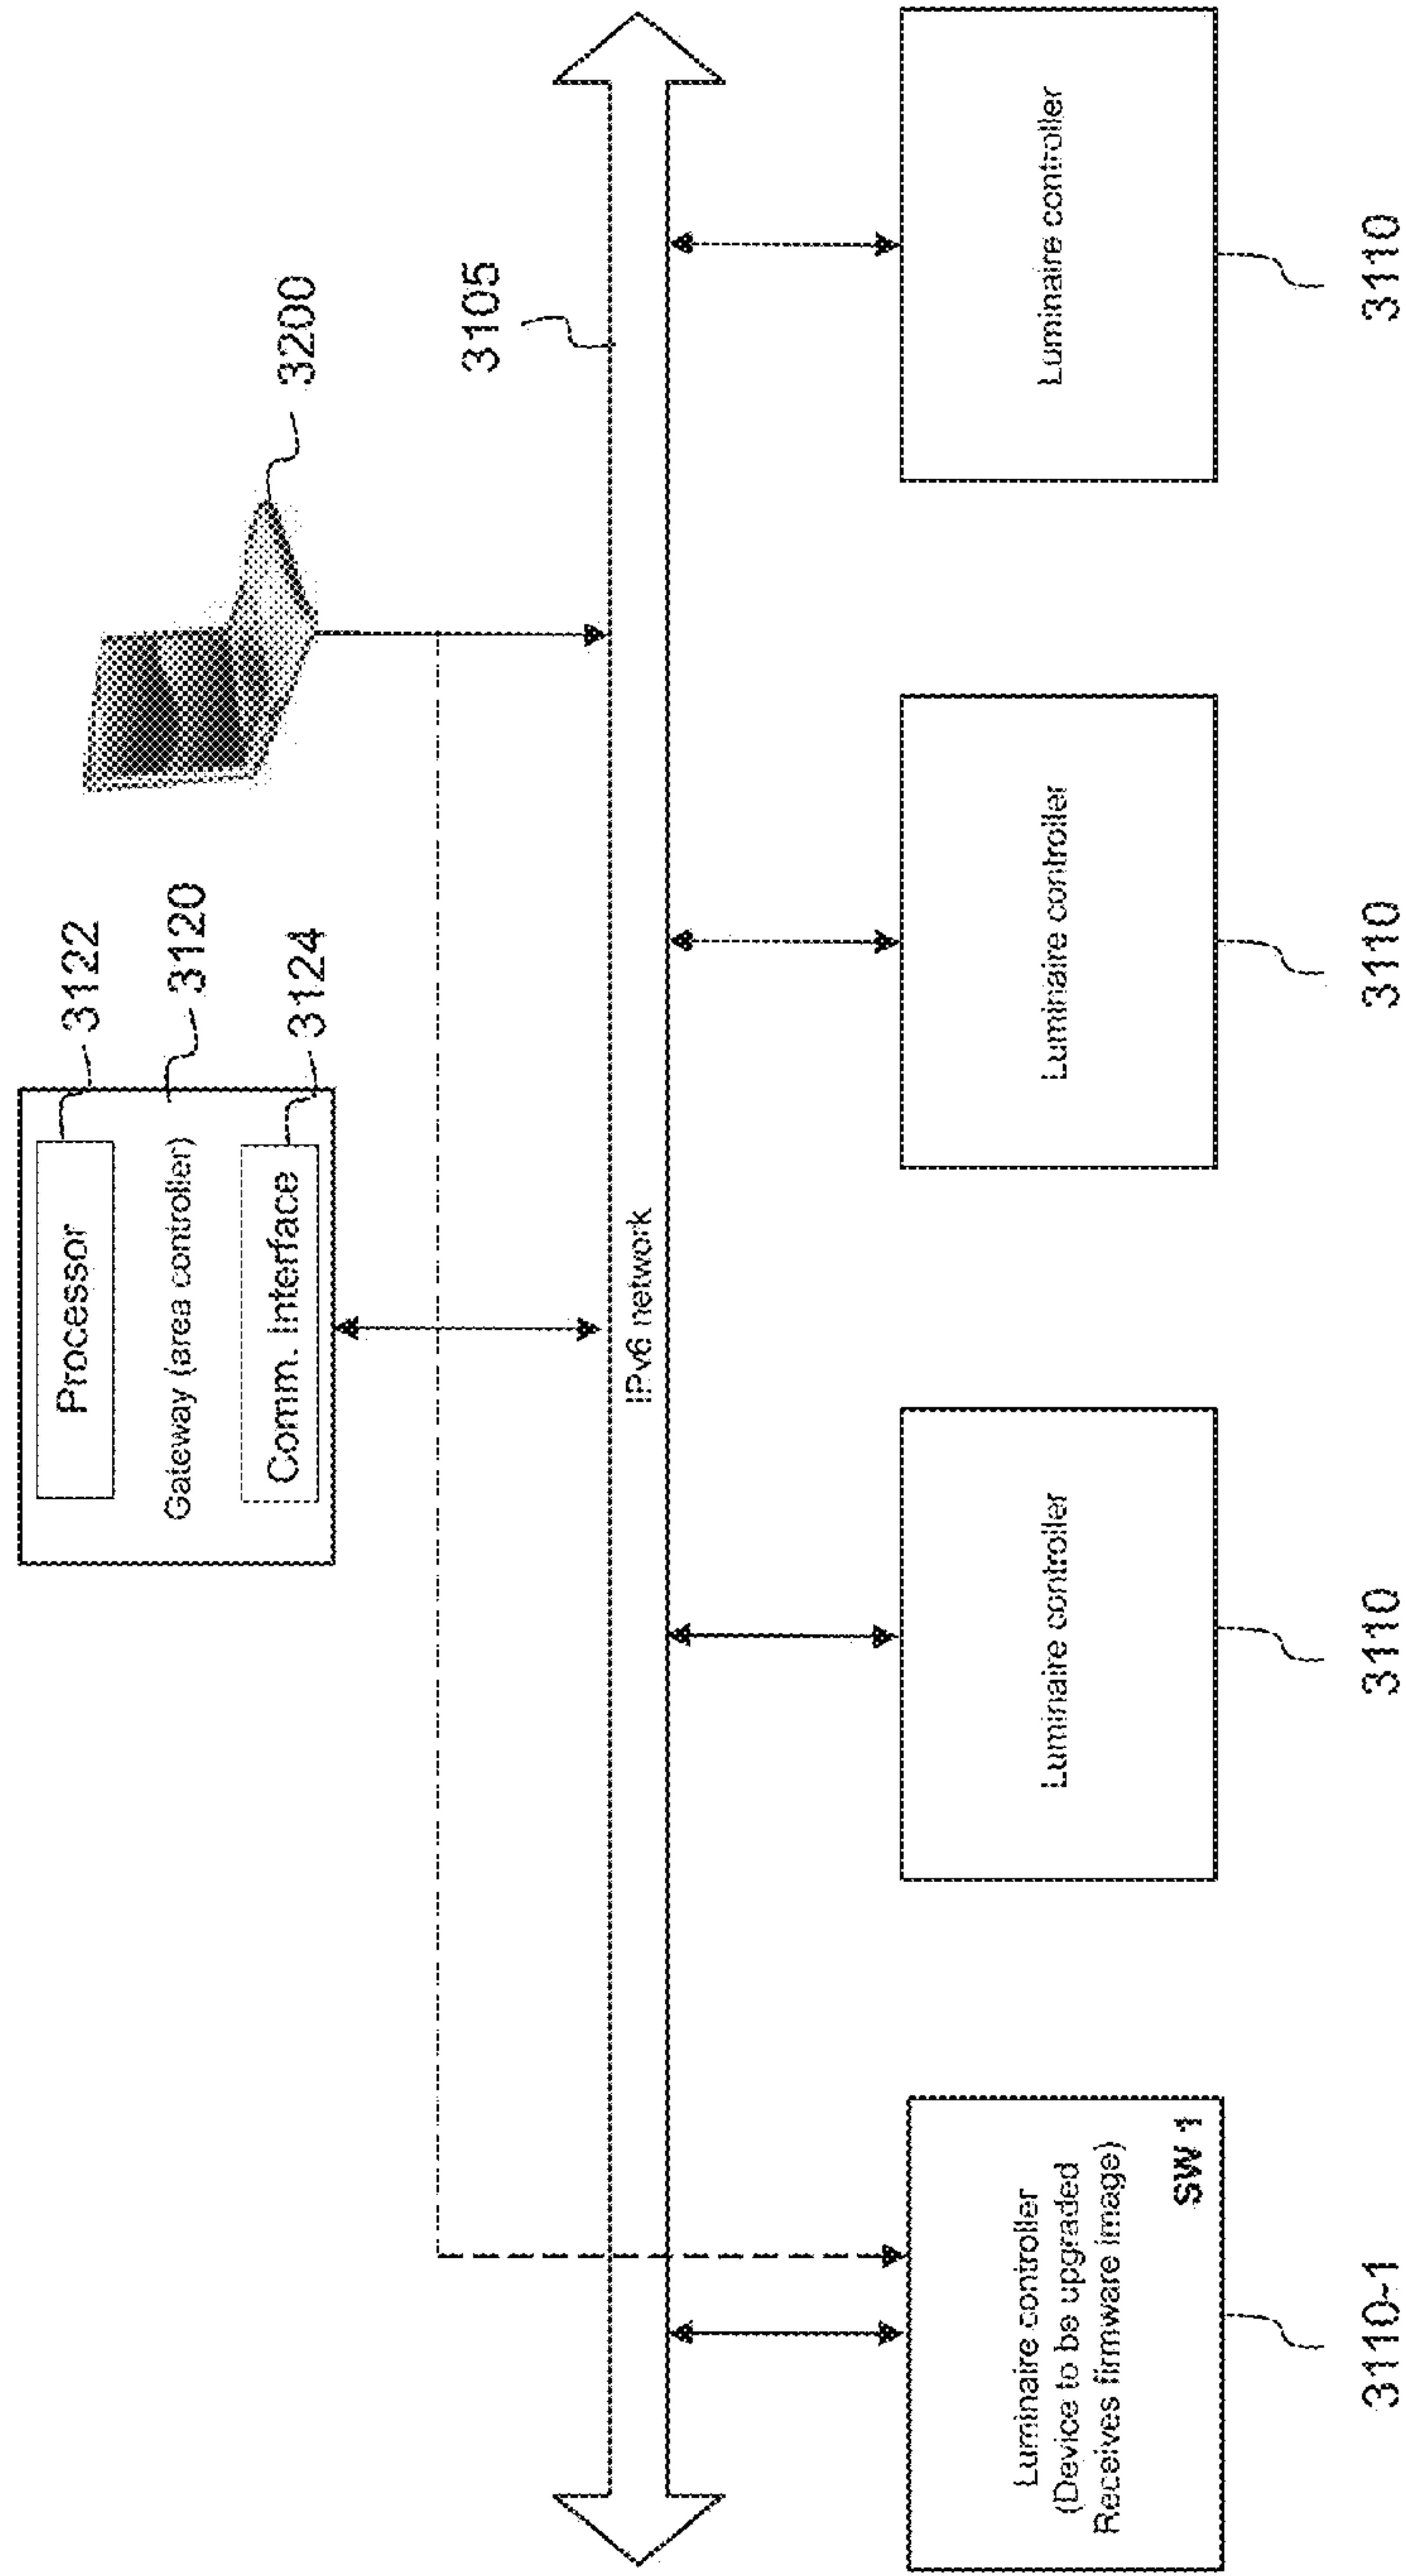 Processor
3122
Gateway (area controller)
3120
Comm. Interface
3124
3200
3105
IPv6 network
Luminaire controller
(Device to be upgraded
Receives firmware image)
SW 1
3110-1
Luminaire controller
3110
Luminaire controller
3110
Luminaire controller
3110